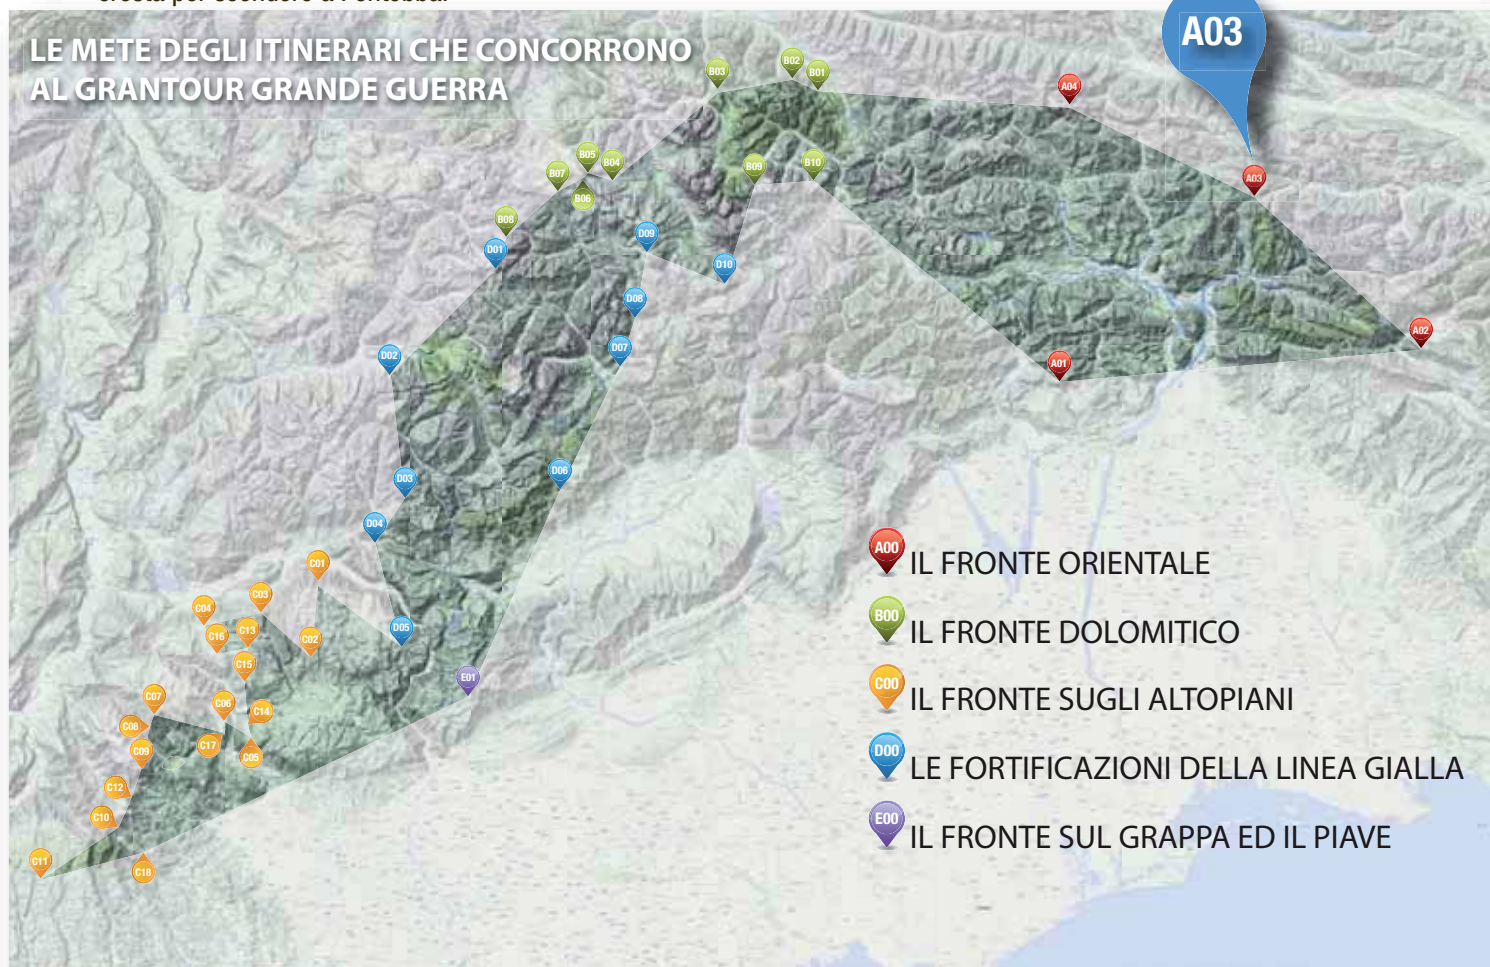 cresta per scendere a Pontebba.
LE METE DEGLI ITINERARI CHE CONCORRONO
AL GRANTOUR GRANDE GUERRA
A03
B03
B02
B01
A04
B05
B04
B07
B06
B09
B10
A03
B08
D01
D09
D10
D08
D07
D02
A02
A01
D06
D03
D04
C01
C03
C04
C16
C13
C02
D05
C15
E01
C07
C06
C14
C08
C17
C09
C05
C12
C10
C11
C18
A00 IL FRONTE ORIENTALE
B00 IL FRONTE DOLOMITICO
C00 IL FRONTE SUGLI ALTOPIANI
D00 LE FORTIFICAZIONI DELLA LINEA GIALLA
E00 IL FRONTE SUL GRAPPA ED IL PIAVE